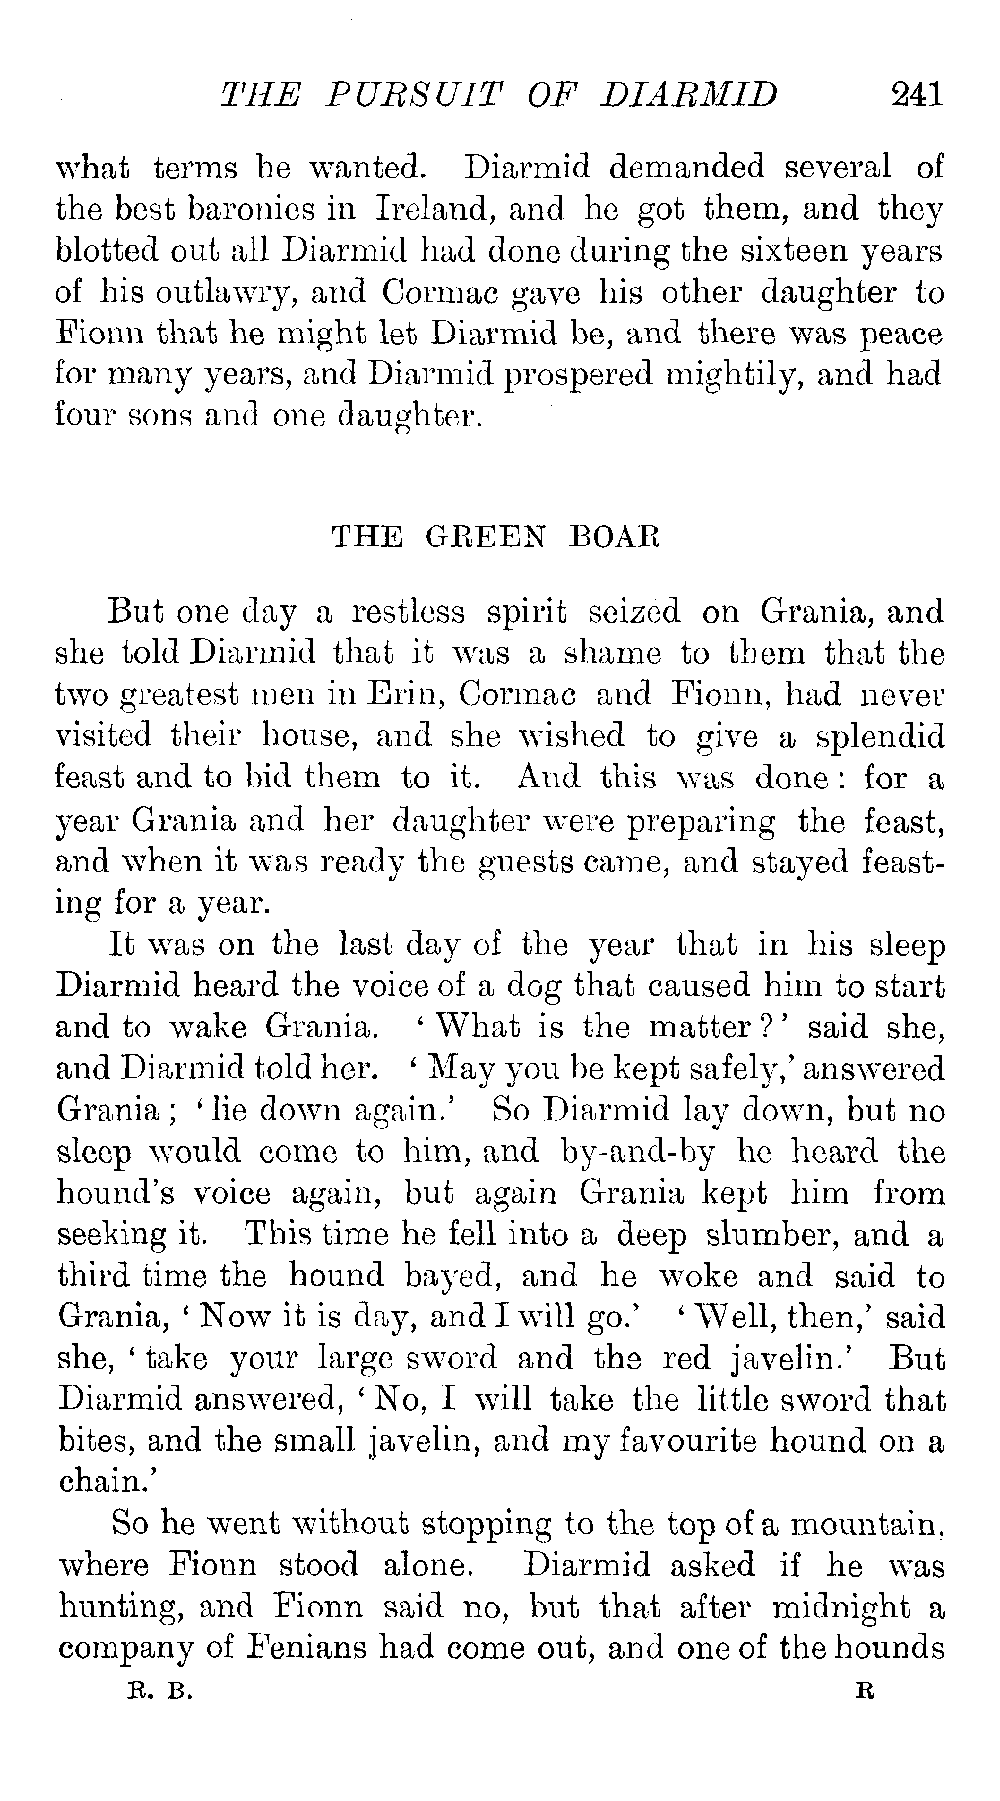 THE PURSUIT OF DIARMID 241
what terms he wanted. Diarmid demanded several of
the best baronies in Ireland, and he got them, and they
blotted out all Diarmid had done during the sixteen years
of his outlawry, and Cormac gave his other daughter to
Fionn that he might let Diarmid be, and there was peace
for many years, and Diarmid prospered mightily, and had
four sons and one daughter.
THE GREEN BOAR
But one day a restless spirit seized on Grania, and
she told Diarmid that it was a shame to them that the
two greatest men in Erin, Cormac and Fionn, had never
visited their house, and she wished to give a splendid
feast and to bid them to it. And this was done: for a
year Grania and her daughter were preparing the feast,
and when it was ready the guests came, and stayed feast-
ing for a year.
It was on the last day of the year that in his sleep
Diarmid heard the voice of a dog that caused him to start
and to wake Grania. ‘What is the matter?’ said she,
and Diarmid told her. ‘May you be kept safely,’ answered
Grania; ‘lie down again.’ So Diarmid lay down, but no
sleep would come to him, and by-and-by he heard the
hound's voice again, but again Grania kept him from
seeking it. This time he fell into a deep slumber, and a
third time the hound bayed, and he woke and said to
Grania, ‘Now it is day, and I will go.’ ‘Well, then,’ said
she, ‘take your large sword and the red javelin.’ But
Diarmid answered, ‘No, I will take the little sword that
bites, and the small javelin, and my favourite hound on a
chain.’
So he went without stopping to the top of a mountain,
where Fionn stood alone. Diarmid asked if he was
hunting, and Fionn said no, but that after midnight a
company of Fenians had come out, and one of the hounds
R. B. R